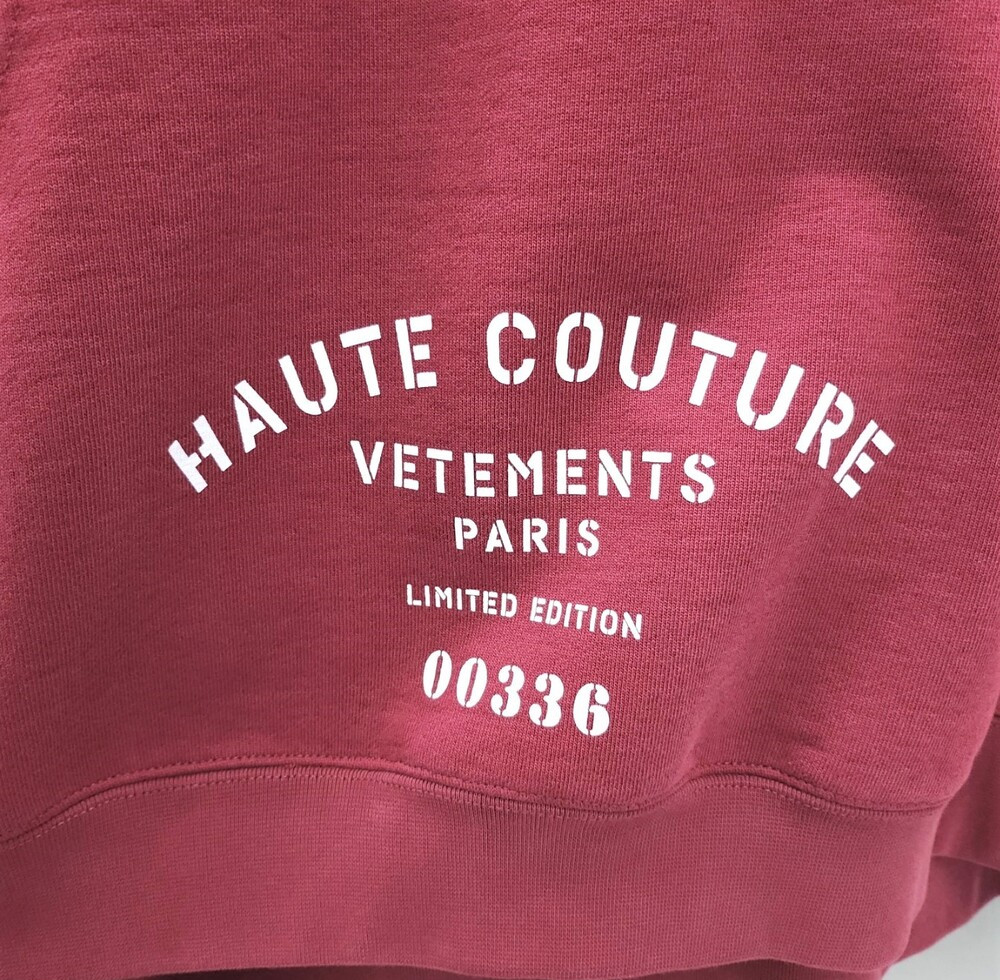 HAUTE COUTURE
VETEMENTS
PARIS
LIMITED EDITION
00336